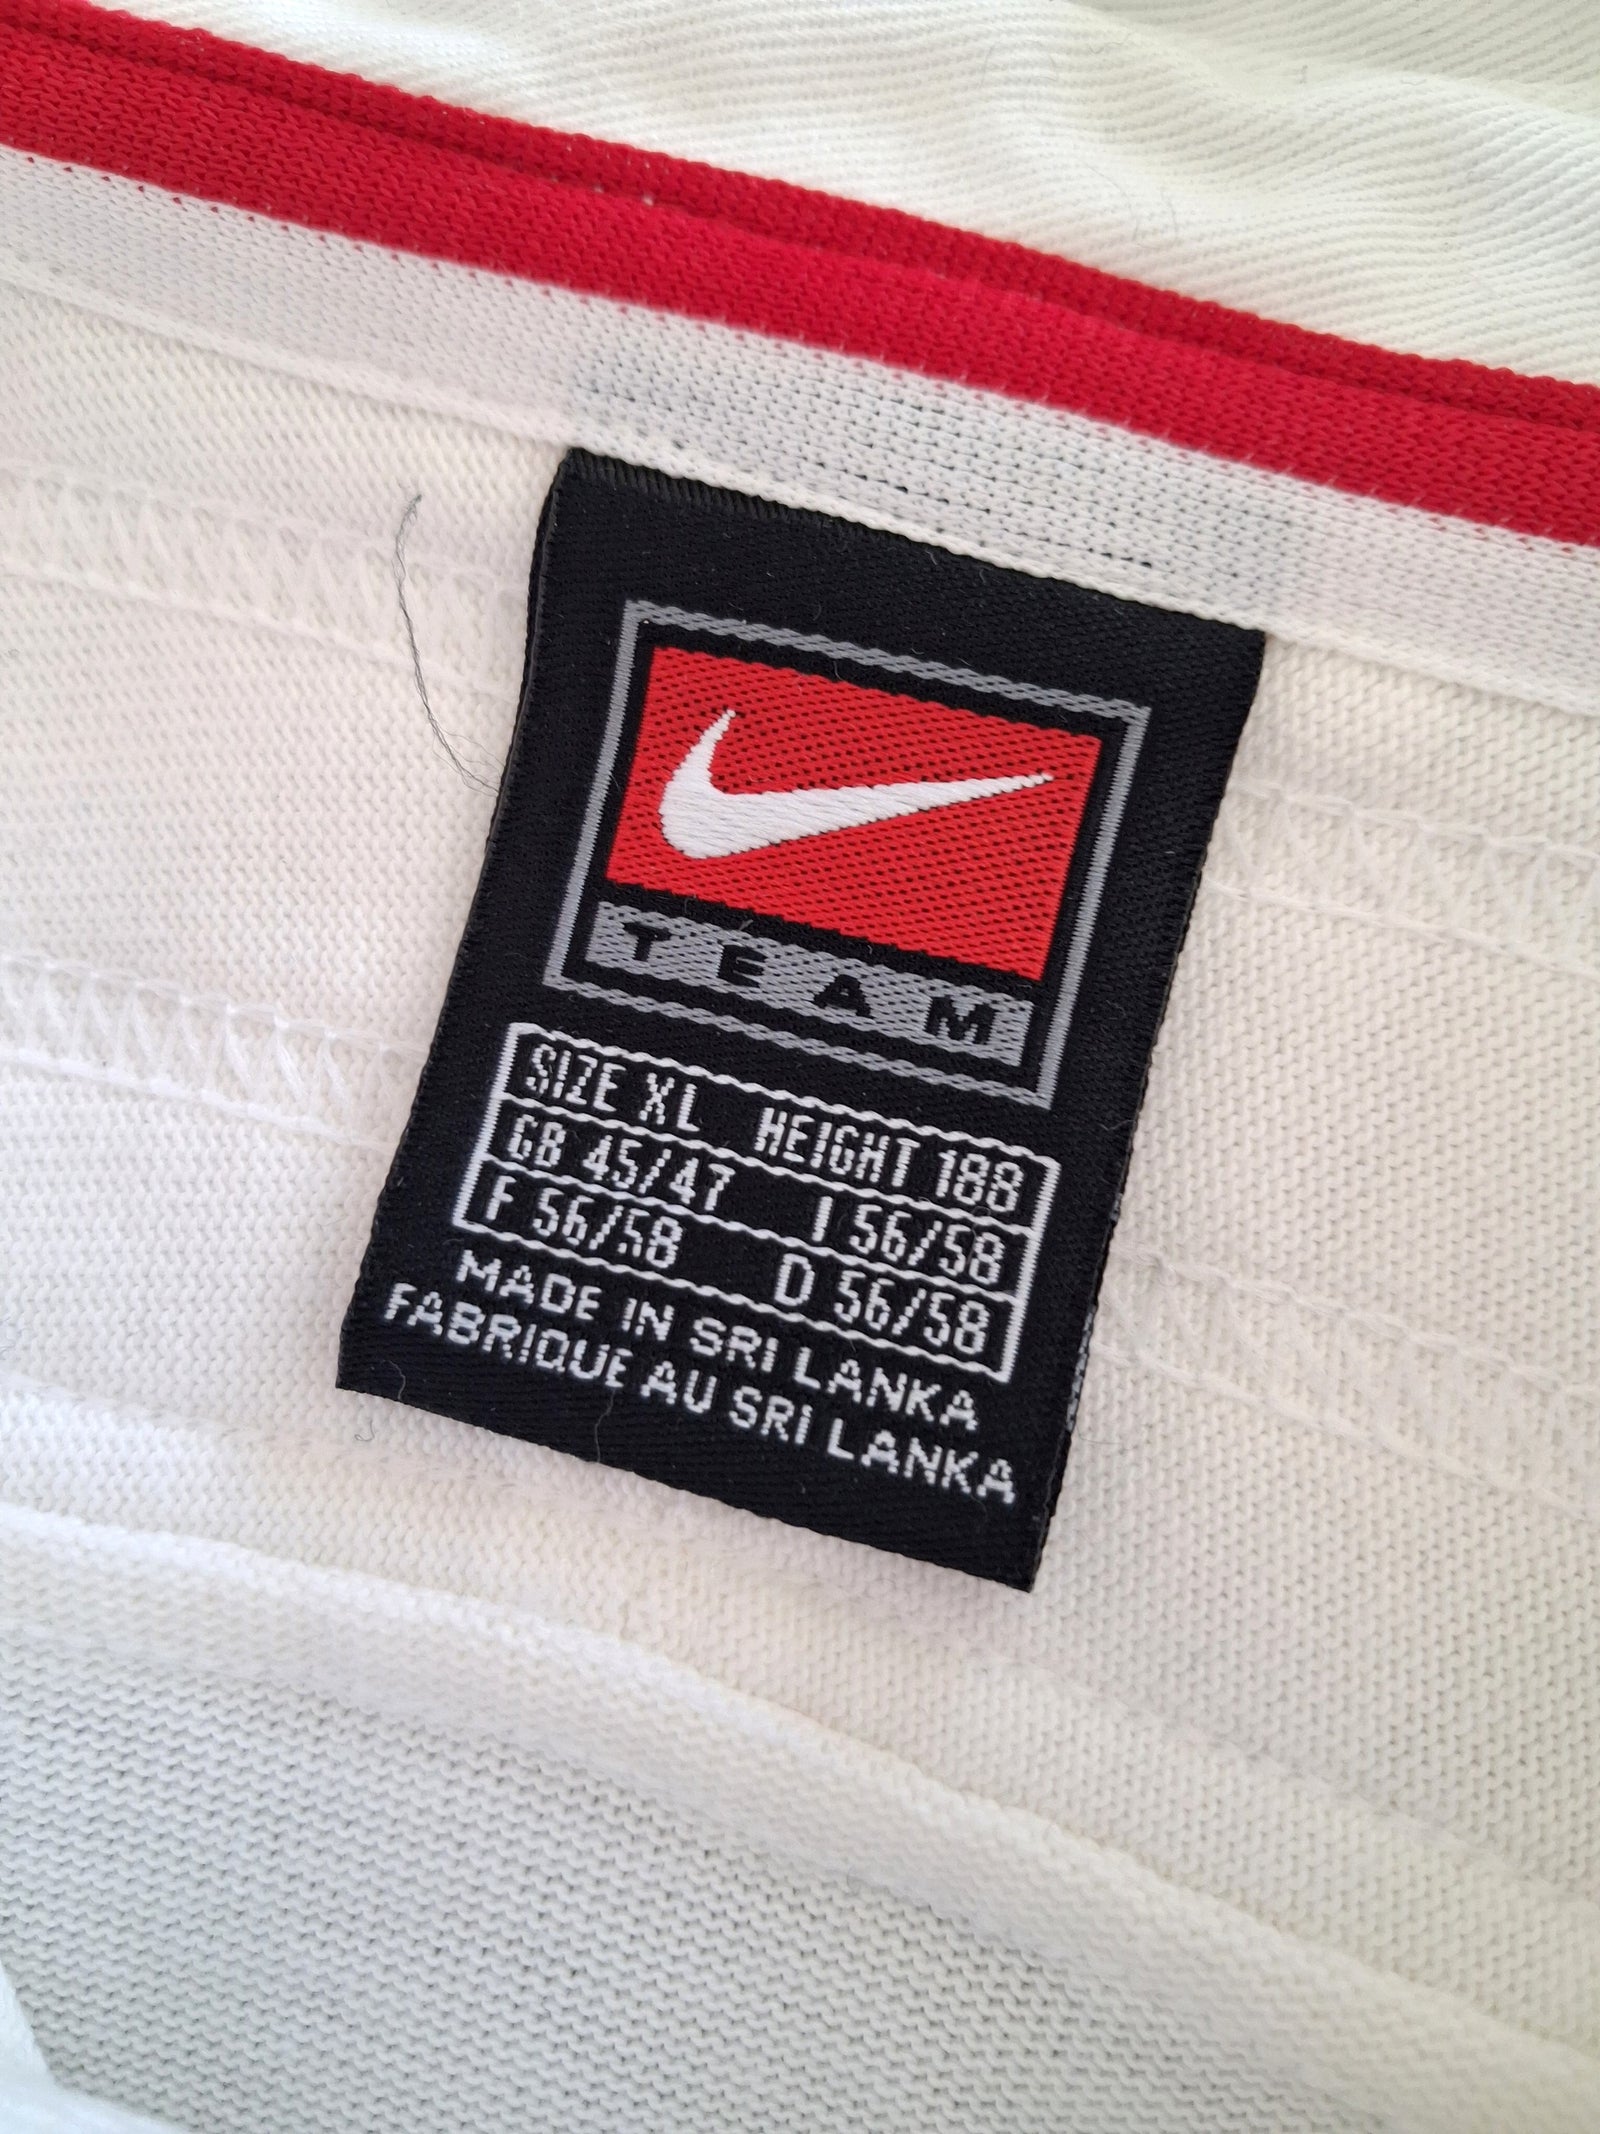 TEAM
SIZE XL HEIGHT 188
GB 45/47 I 56/58
F 56/58 D 56/58
MADE IN SRI LANKA
FABRIQUE AU SRI LANKA